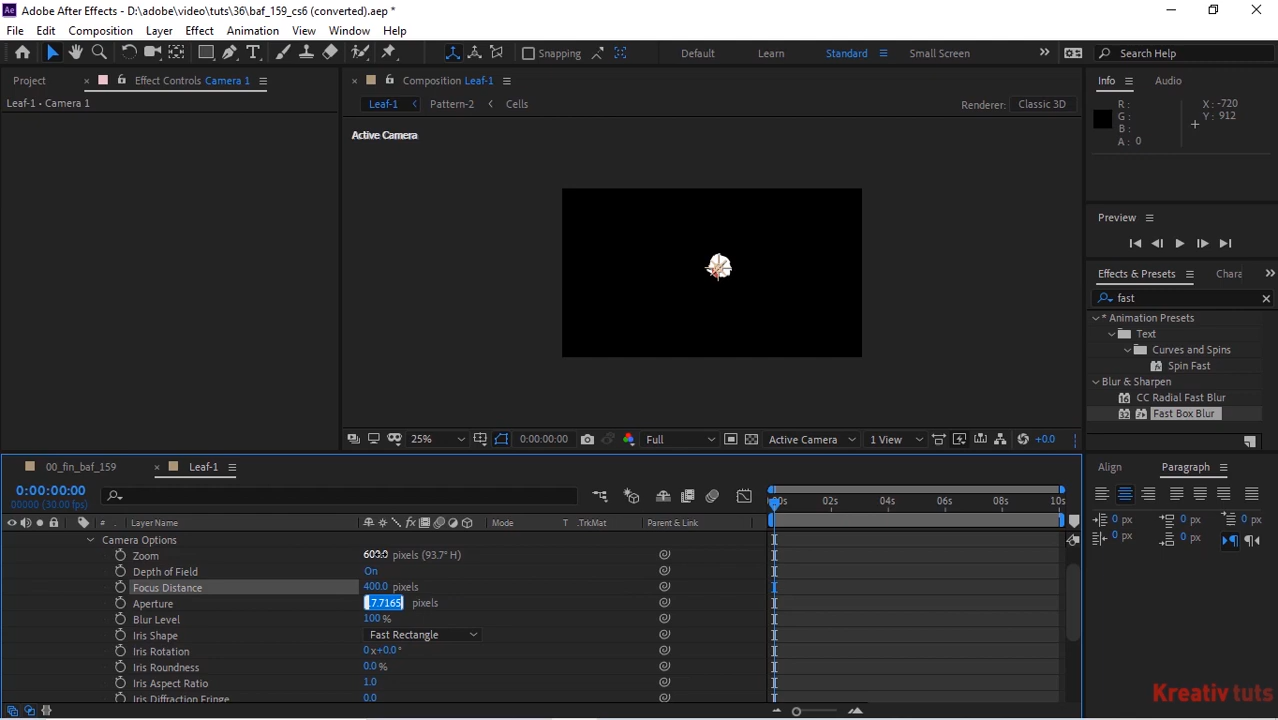 Adobe After Effects - D:\adobe\video\tuts\36\baf_159_cs6 (converted).aep *
File Edit Composition Layer Effect Animation View Window Help
Snapping Default Learn Standard Small Screen Search Help
Project Effect Controls Camera 1 Composition Leaf-1 Info Audio
Leaf-1 • Camera 1
Leaf-1 Pattern-2 Cells Renderer: Classic 3D
R : X: -720
G : Y: 912
B :
A : 0
Active Camera
Preview
Effects & Presets Chara
fast
* Animation Presets
Text
Curves and Spins
Spin Fast
Blur & Sharpen
CC Radial Fast Blur
Fast Box Blur
25% 0:00:00:00 Full Active Camera 1 View +0.0
00_fin_baf_159 Leaf-1
Align Paragraph
0:00:00:00
00000 (30.00 fps)
02s 04s 06s 08s 10s
# Layer Name Mode T .TrkMat Parent & Link
0 px 0 px 0 px
0 px 0 px
Camera Options
Zoom pixels (93.7° H)
Depth of Field On
Focus Distance 400.0 pixels
Aperture 7.7165 pixels
Blur Level 100 %
Iris Shape Fast Rectangle
Iris Rotation 0 x+0.0 °
Iris Roundness 0.0 %
Iris Aspect Ratio 1.0
Iris Diffraction Fringe 0.0
Kreativ tuts